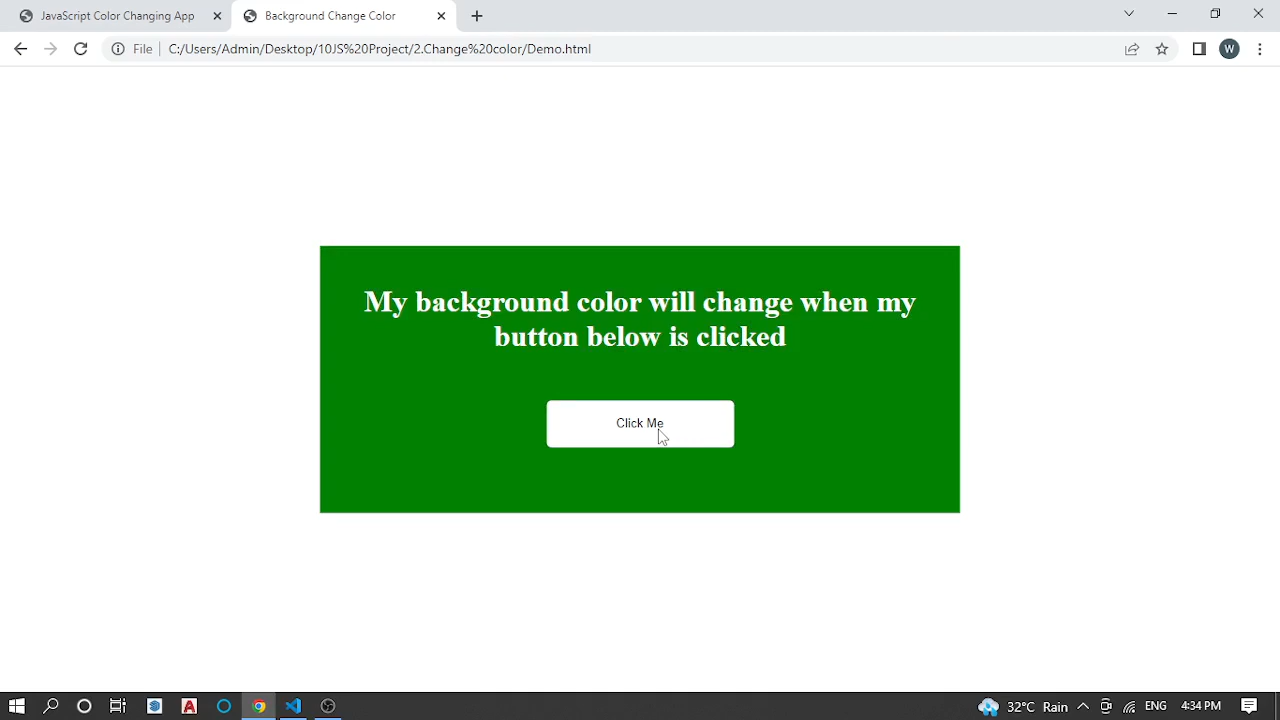 JavaScript Color Changing App
Background Change Color
File
C:/Users/Admin/Desktop/10JS%20Project/2.Change%20color/Demo.html
W
My background color will change when my
button below is clicked
Click Me
32°C Rain
ENG
4:34 PM